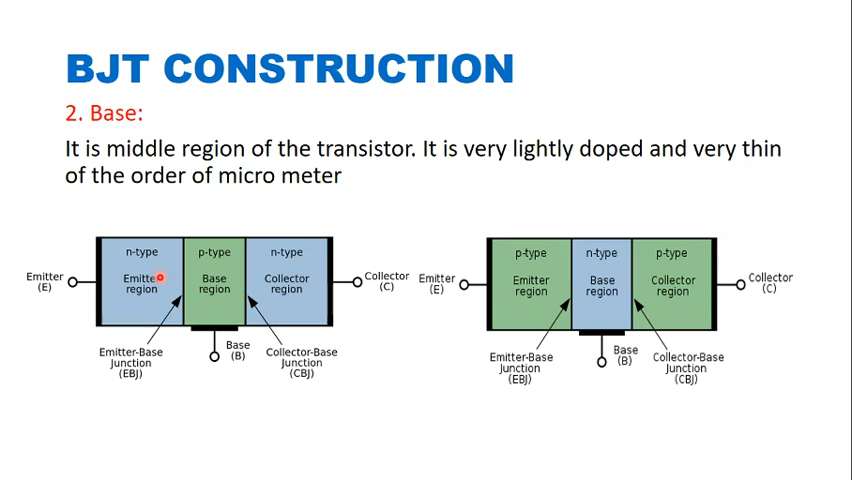 BJT CONSTRUCTION
2. Base:
It is middle region of the transistor. It is very lightly doped and very thin
of the order of micro meter
n-type p-type n-type
Emitter (E)
Emitter region
Base region
Collector region
Collector (C)
Base (B)
Emitter-Base Junction (EBJ)
Collector-Base Junction (CBJ)
p-type n-type p-type
Emitter (E)
Emitter region
Base region
Collector region
Collector (C)
Base (B)
Emitter-Base Junction (EBJ)
Collector-Base Junction (CBJ)